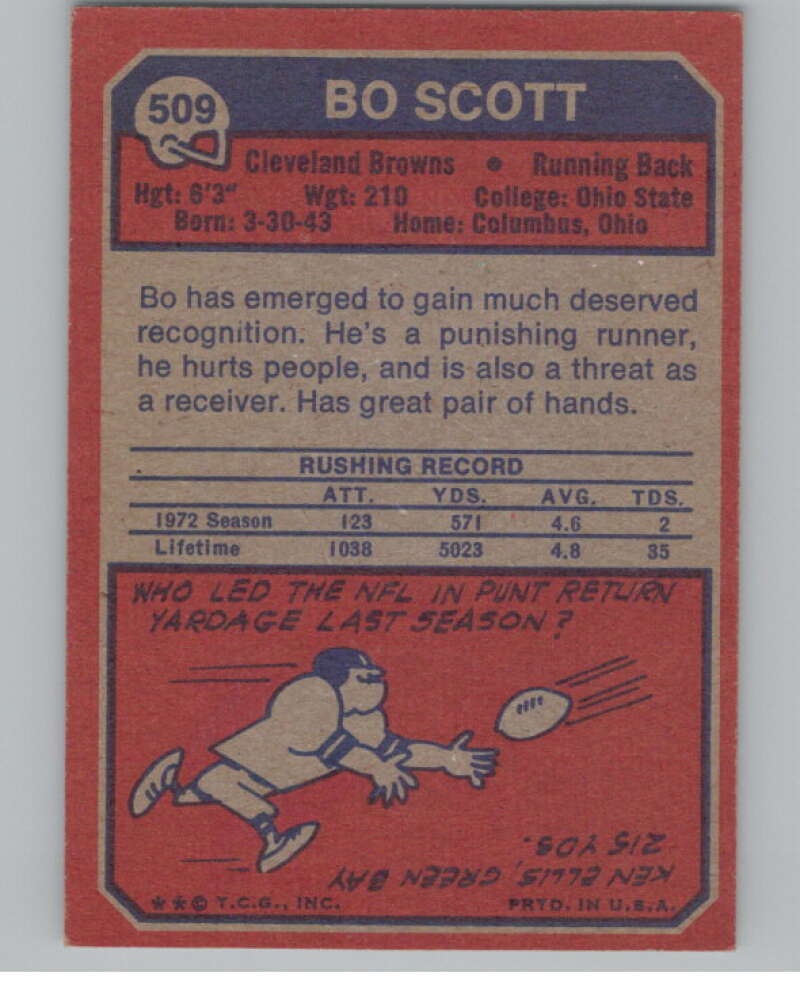 509
BO SCOTT
Cleveland Browns • Running Back
Hgt: 6'3" Wgt: 210 College: Ohio State
Born: 3-30-43 Home: Columbus, Ohio
Bo has emerged to gain much deserved
recognition. He's a punishing runner,
he hurts people, and is also a threat as
a receiver. Has great pair of hands.
RUSHING RECORD
ATT. YDS. AVG. TDS.
1972 Season 123 571 4.6 2
Lifetime 1038 5023 4.8 35
WHO LED THE NFL IN PUNT RETURN
YARDAGE LAST SEASON?
KEN ELLIS, GREEN BAY
215 YDS.
**© T.C.G., INC. PRTD. IN U.S.A.